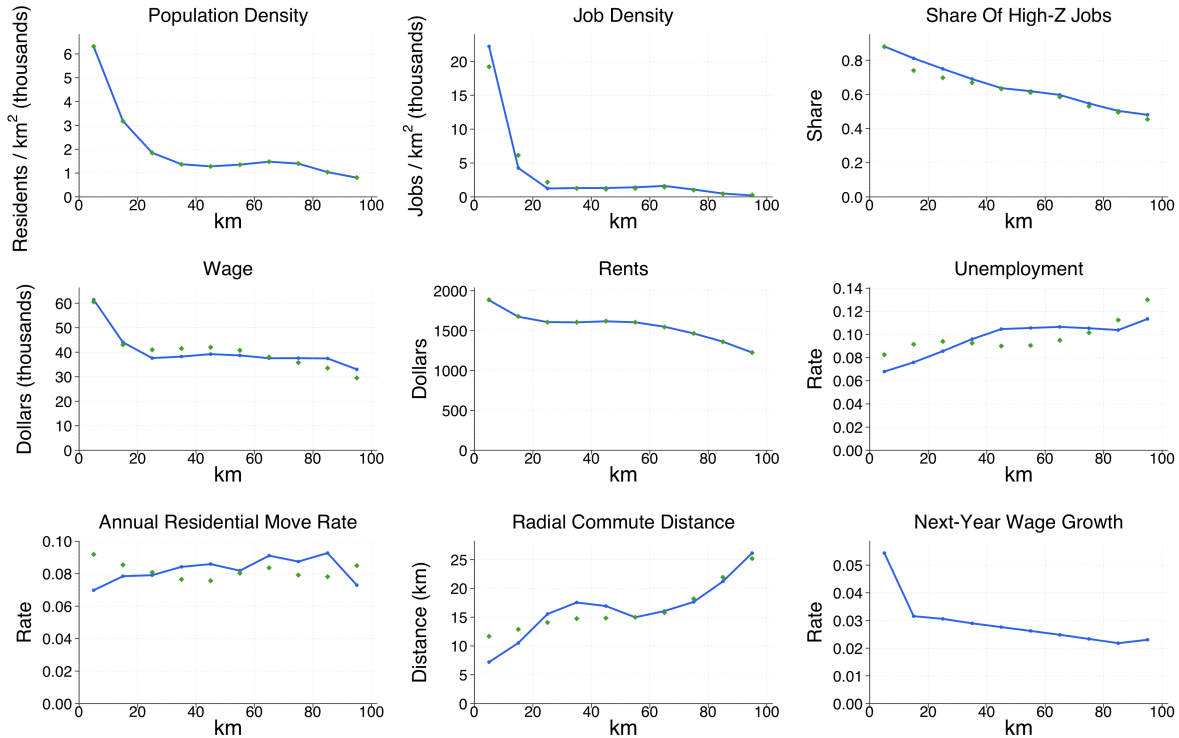 Population Density
Residents / km² (thousands)
6
5
4
3
2
1
0
0 20 40 60 80 100
km
Job Density
Jobs / km² (thousands)
20
15
10
5
0
0 20 40 60 80 100
km
Share Of High-Z Jobs
Share
0.8
0.6
0.4
0.2
0.0
0 20 40 60 80 100
km
Wage
Dollars (thousands)
60
50
40
30
20
10
0
0 20 40 60 80 100
km
Rents
Dollars
2000
1500
1000
500
0
0 20 40 60 80 100
km
Unemployment
Rate
0.14
0.12
0.10
0.08
0.06
0.04
0.02
0.00
0 20 40 60 80 100
km
Annual Residential Move Rate
Rate
0.10
0.08
0.06
0.04
0.02
0.00
0 20 40 60 80 100
km
Radial Commute Distance
Distance (km)
25
20
15
10
5
0
0 20 40 60 80 100
km
Next-Year Wage Growth
Rate
0.05
0.04
0.03
0.02
0.01
0.00
0 20 40 60 80 100
km